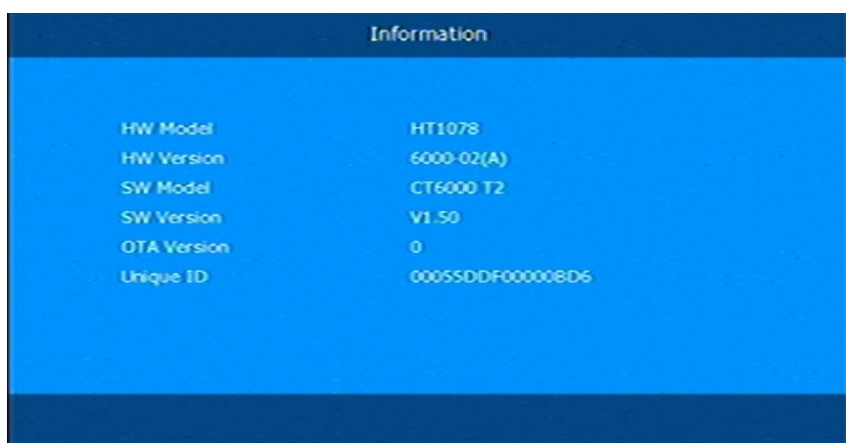 Information
HW Model HT1078
HW Version 6000-02(A)
SW Model CT6000 T2
SW Version V1.50
OTA Version 0
Unique ID 00055DDF00000BD6